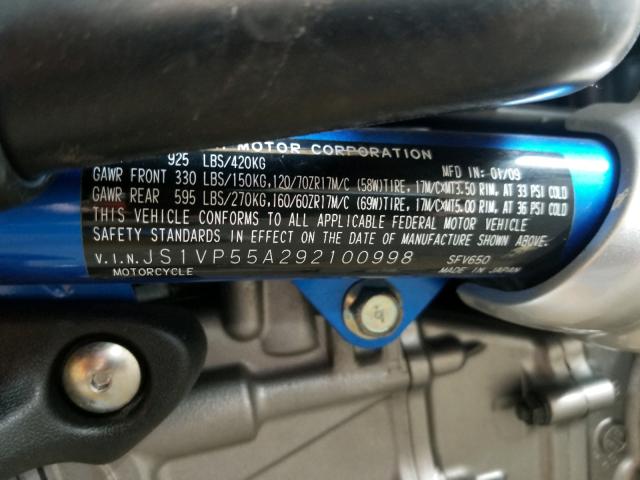 MOTOR CORPORATION
925 LBS/420KG MFD IN: 01/09
GAWR FRONT 330 LBS/150KG,120/70ZR17M/C (58W)TIRE, 17M/CXMT3.50 RIM, AT 33 PSI COLD
GAWR REAR 595 LBS/270KG,160/60ZR17M/C (69W)TIRE, 17M/CXMT5.00 RIM, AT 36 PSI COLD
THIS VEHICLE CONFORMS TO ALL APPLICABLE FEDERAL MOTOR VEHICLE
SAFETY STANDARDS IN EFFECT ON THE DATE OF MANUFACTURE SHOWN ABOVE.
V.I.N. JS1VP55A292100998 SFV650
MOTORCYCLE MADE IN JAPAN